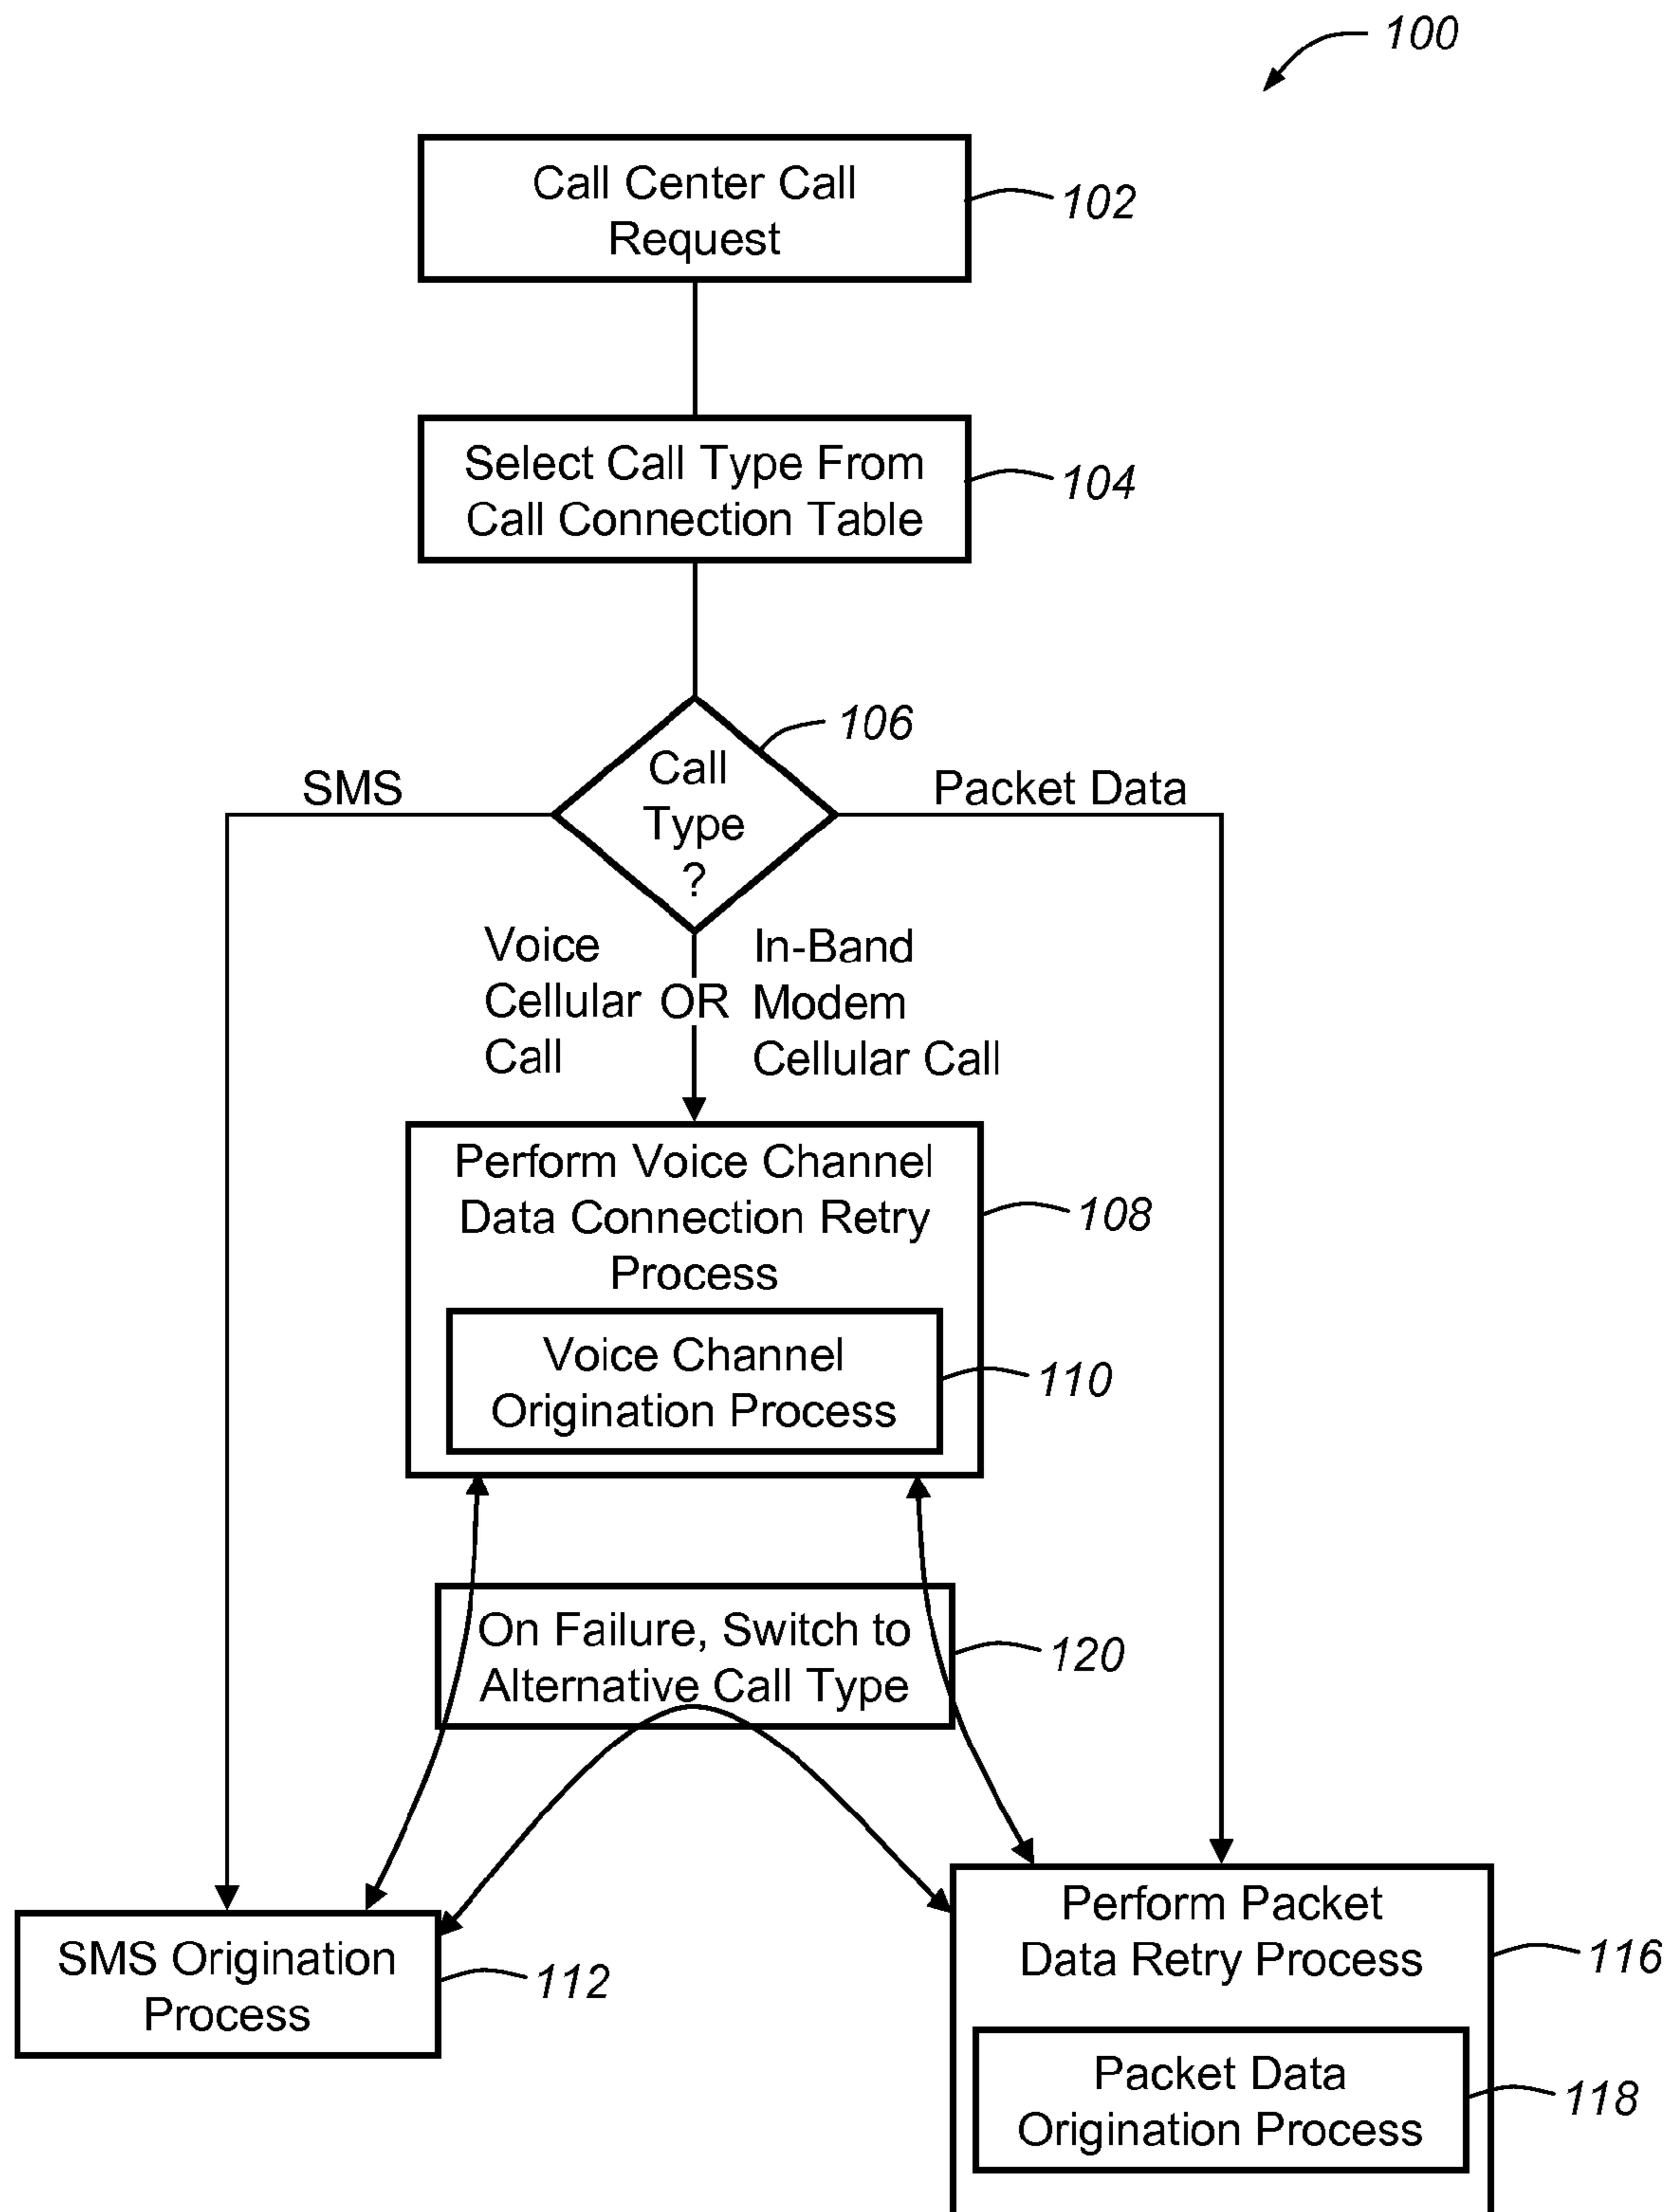 100
Call Center Call
Request
102
Select Call Type From
Call Connection Table
104
106
Call
Type
?
SMS
Packet Data
Voice
Cellular
Call
OR
In-Band
Modem
Cellular Call
Perform Voice Channel
Data Connection Retry
Process
108
Voice Channel
Origination Process
110
On Failure, Switch to
Alternative Call Type
120
SMS Origination
Process
112
Perform Packet
Data Retry Process
116
Packet Data
Origination Process
118